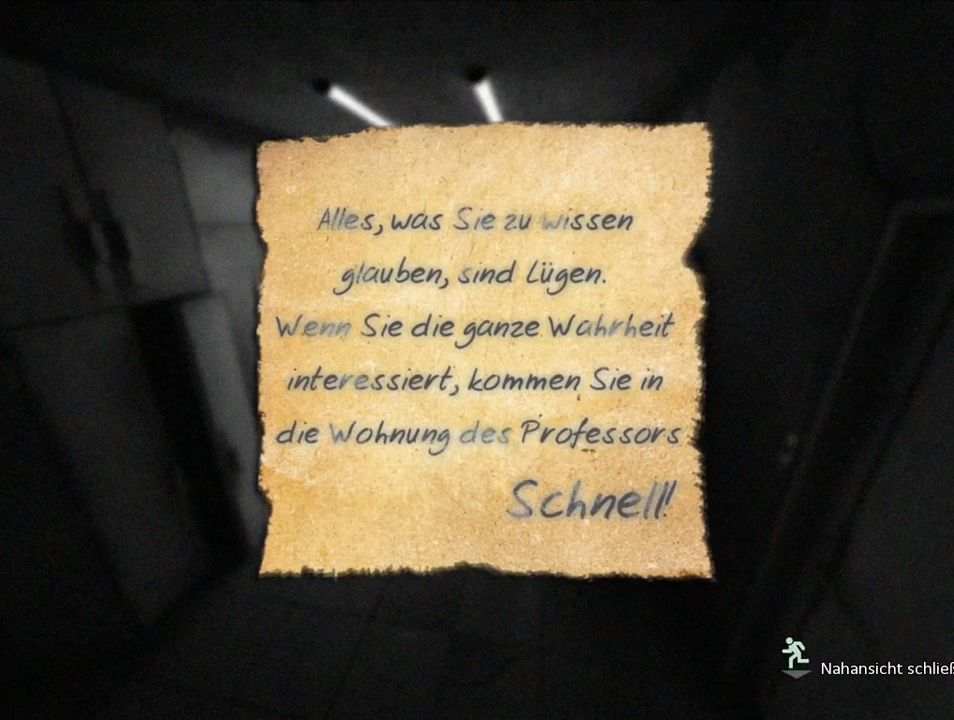 Alles, was Sie zu wissen
glauben, sind Lügen.
Wenn Sie die ganze Wahrheit
interessiert, kommen Sie in
die Wohnung des Professors.
Schnell!
Nahansicht